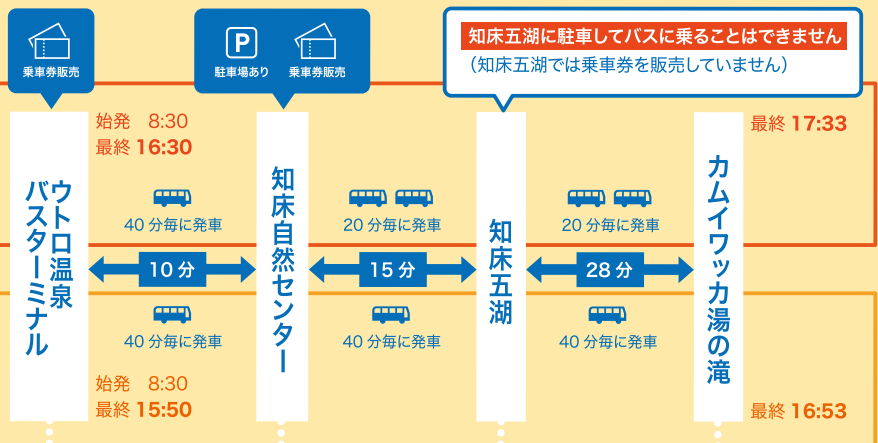 乗車券販売
P
駐車場あり
乗車券販売
知床五湖に駐車してバスに乗ることはできません
（知床五湖では乗車券を販売していません）
始発 8:30
最終 16:30
最終 17:33
ウトロ温泉
バスターミナル
知床自然センター
知床五湖
カムイワッカ湯の滝
40分毎に発車
20分毎に発車
20分毎に発車
10分
15分
28分
40分毎に発車
40分毎に発車
40分毎に発車
始発 8:30
最終 15:50
最終 16:53